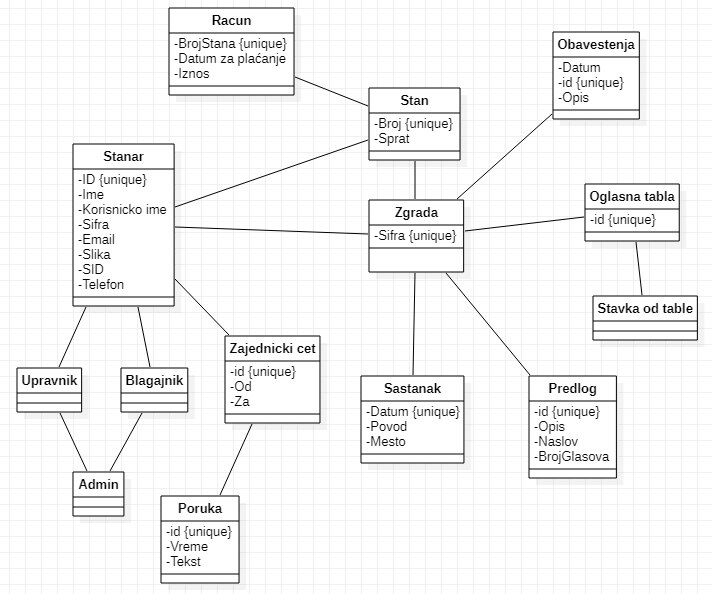 Racun
-BrojStana {unique}
-Datum za plaćanje
-Iznos
Obavestenja
-Datum
-id {unique}
-Opis
Stan
-Broj {unique}
-Sprat
Stanar
-ID {unique}
-Ime
-Korisnicko ime
-Sifra
-Email
-Slika
-SID
-Telefon
Zgrada
-Sifra {unique}
Oglasna tabla
-id {unique}
Stavka od table
Zajednicki cet
-id {unique}
-Od
-Za
Upravnik
Blagajnik
Sastanak
-Datum {unique}
-Povod
-Mesto
Predlog
-id {unique}
-Opis
-Naslov
-BrojGlasova
Admin
Poruka
-id {unique}
-Vreme
-Tekst